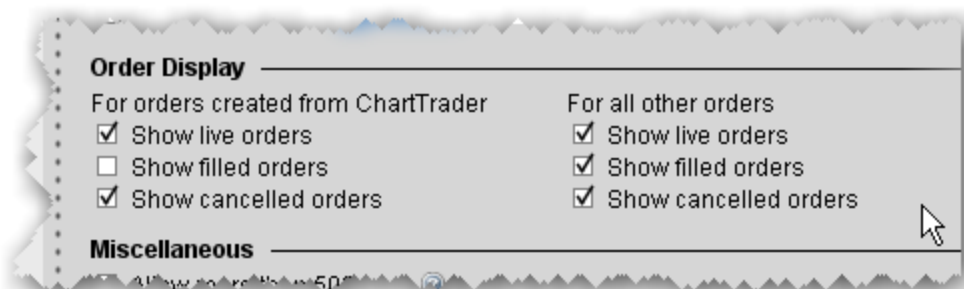 Order Display
For orders created from ChartTrader
Show live orders
Show filled orders
Show cancelled orders
For all other orders
Show live orders
Show filled orders
Show cancelled orders
Miscellaneous